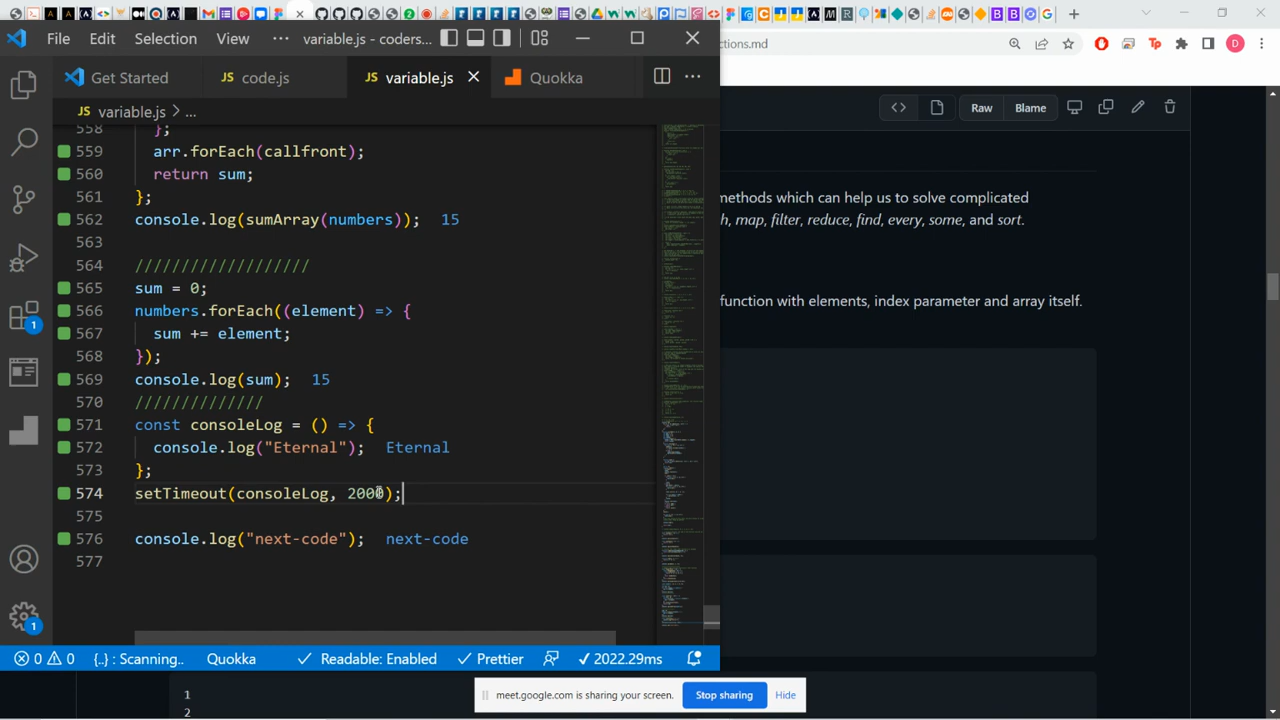 File Edit Selection View ... variable.js - coders...
Get Started
code.js
variable.js
Quokka
JS variable.js > ...
558 };
559 arr.forEach(callfront);
560 return sum;
561 };
562 console.log(sumArray(numbers)); 15
563
564 ///////////////////
565 sum = 0;
566 numbers.forEach((element) => {
567 sum += element;
568 });
569 console.log(sum); 15
570 //////////////
571 const consoleLog = () => {
572 console.log("Eternal"); Eternal
573 };
574 setTimeout(consoleLog, 2000);
575
576 console.log("next-code"); next-code
577
1
1
0 0 {..} : Scanning.. Quokka Readable: Enabled Prettier 2022.29ms
ctions.md
D
Raw Blame
methods which can help us to solve complicated
h, map, filter, reduce, find, every, some, and sort.
function with elements, index parameter and array itself.
meet.google.com is sharing your screen. Stop sharing Hide
1
2